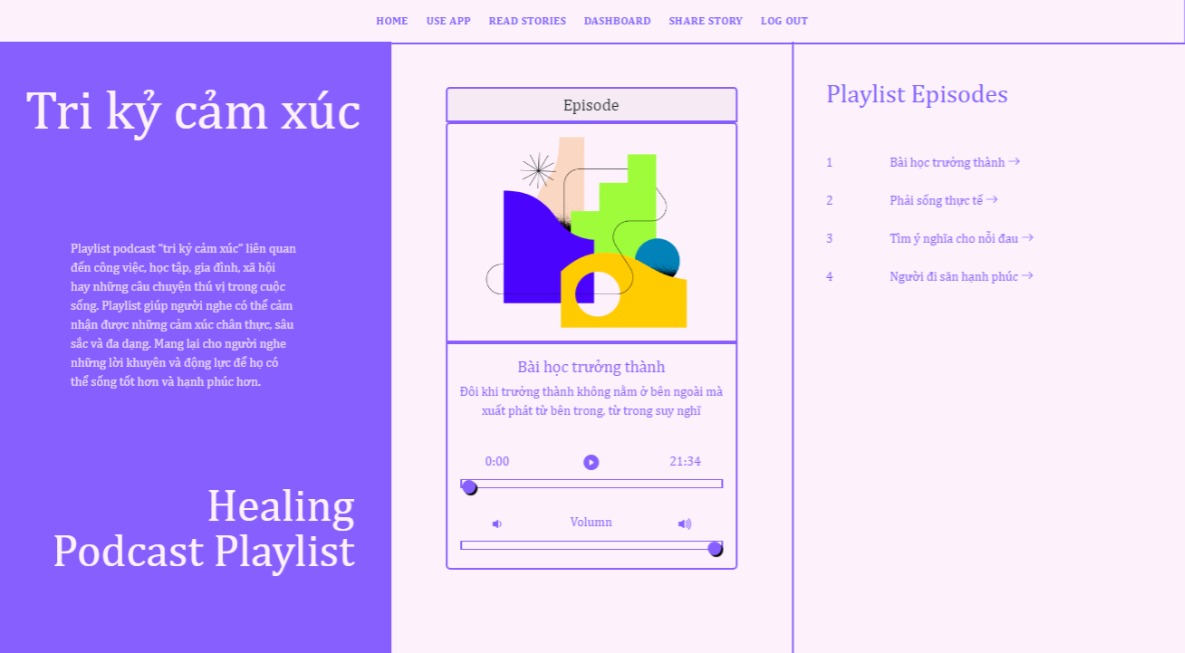 HOME USE APP READ STORIES DASHBOARD SHARE STORY LOG OUT
Tri kỷ cảm xúc
Playlist podcast "tri kỷ cảm xúc" liên quan
đến công việc, học tập, gia đình, xã hội
hay những câu chuyện thú vị trong cuộc
sống. Playlist giúp người nghe có thể cảm
nhận được những cảm xúc chân thực, sâu
sắc và đa dạng. Mang lại cho người nghe
những lời khuyên và động lực để họ có
thể sống tốt hơn và hạnh phúc hơn.
Healing
Podcast Playlist
Episode
Bài học trưởng thành
Đôi khi trưởng thành không nằm ở bên ngoài mà
xuất phát từ bên trong, từ trong suy nghĩ
0:00 21:34
Volumn
Playlist Episodes
1 Bài học trưởng thành →
2 Phải sống thực tế →
3 Tìm ý nghĩa cho nỗi đau →
4 Người đi săn hạnh phúc →